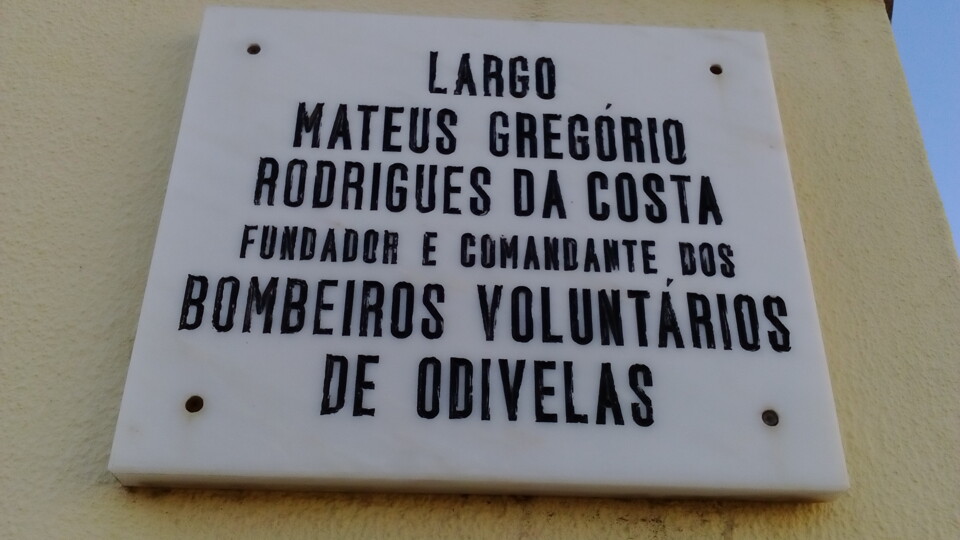 LARGO
MATEUS GREGÓRIO
RODRIGUES DA COSTA
FUNDADOR E COMANDANTE DOS
BOMBEIROS VOLUNTÁRIOS
DE ODIVELAS